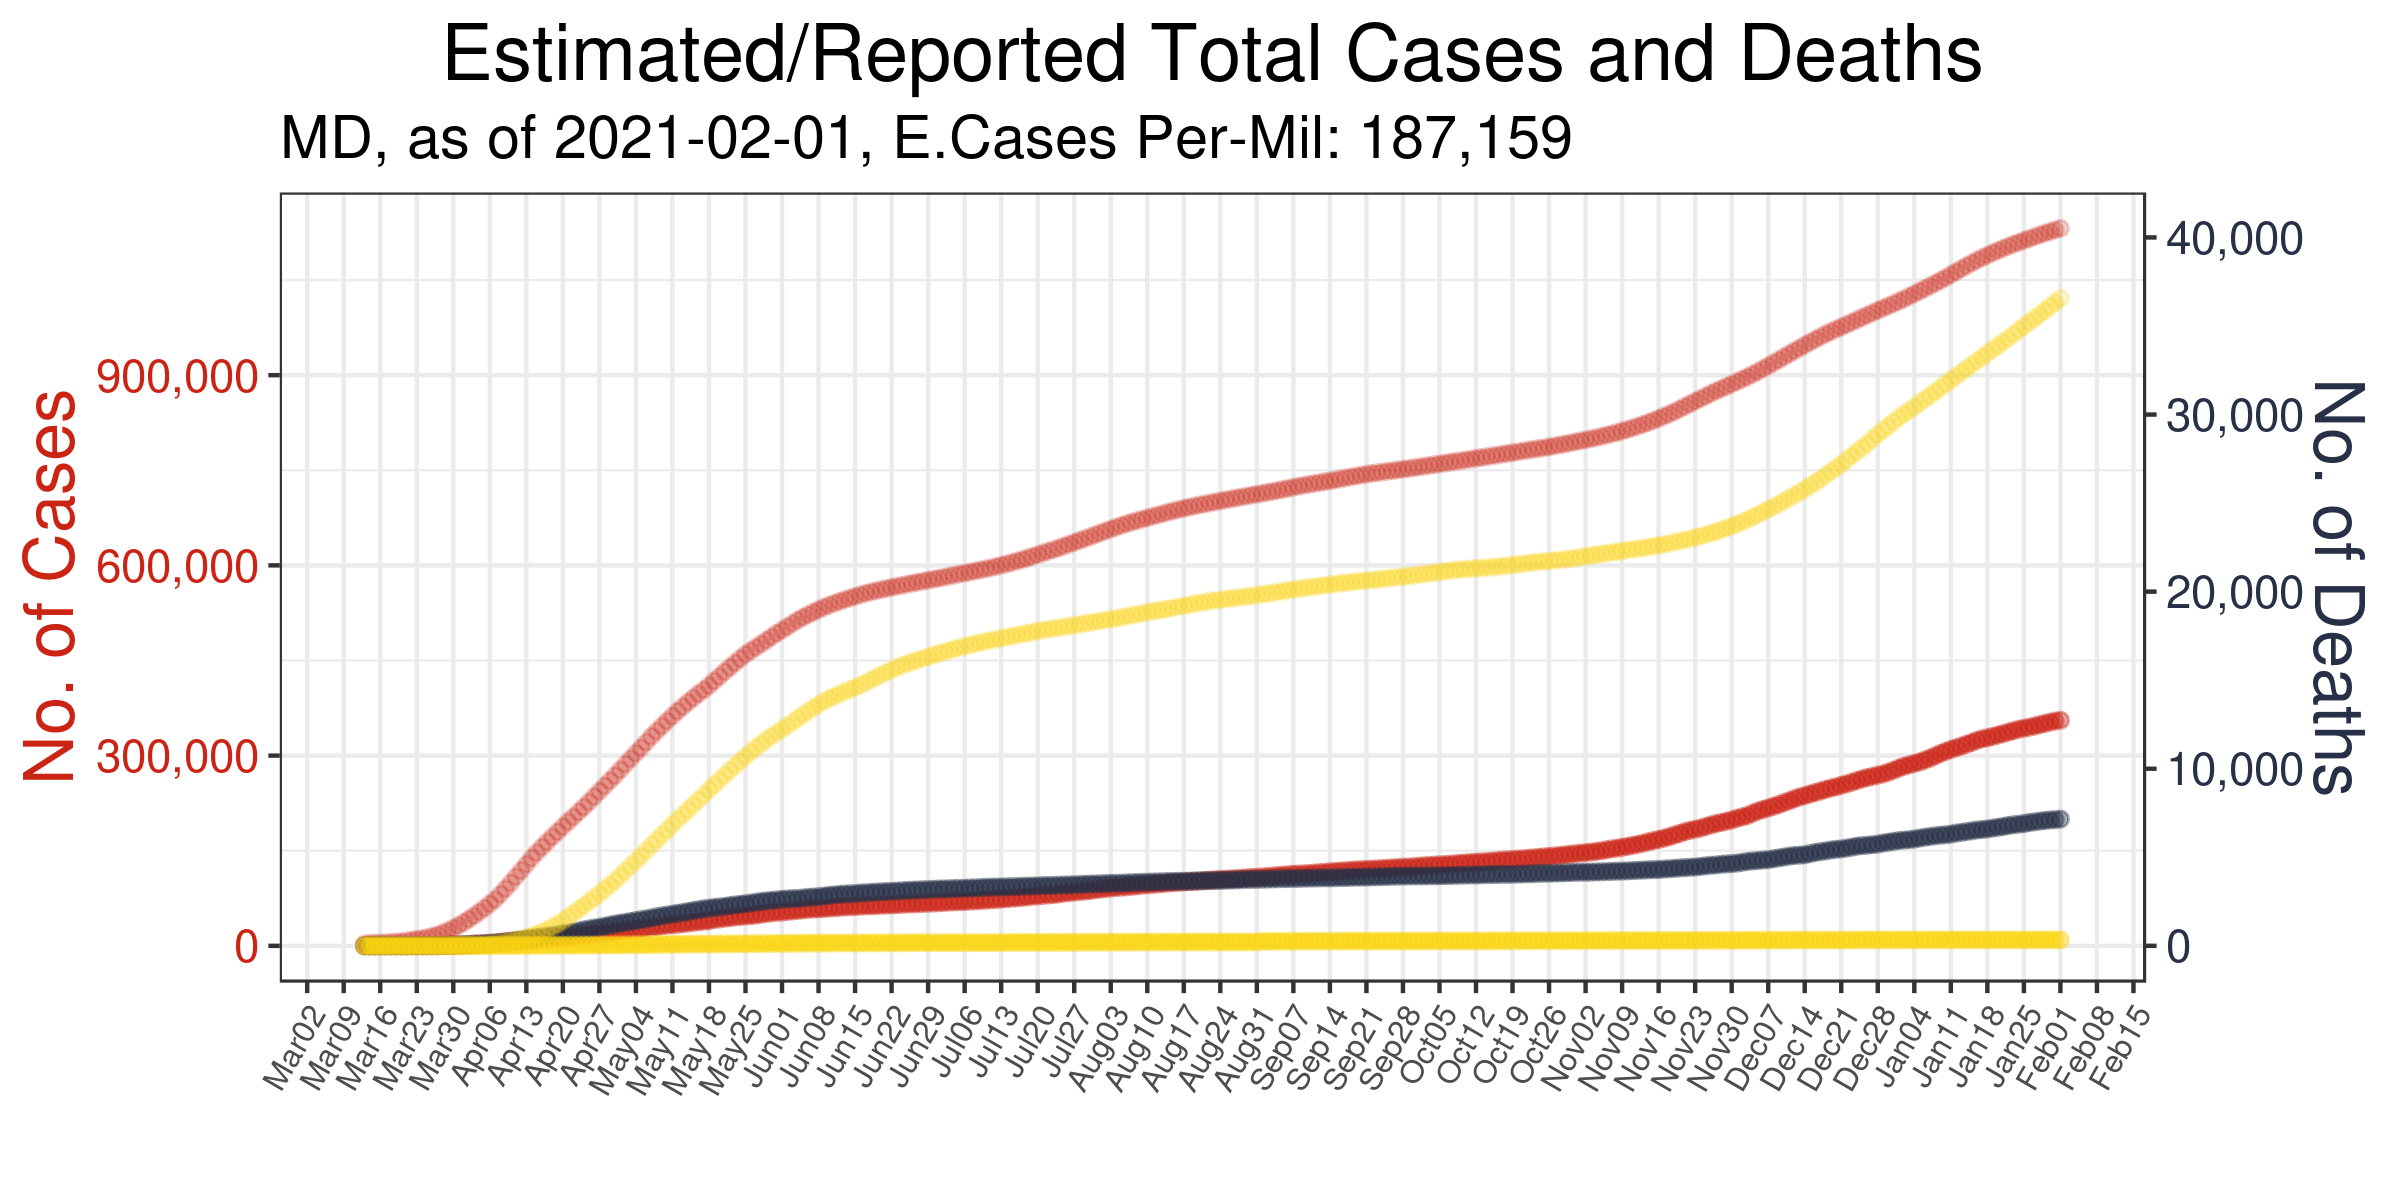 Estimated/Reported Total Cases and Deaths
MD, as of 2021-02-01, E.Cases Per-Mil: 187,159
No. of Cases
900,000
600,000
300,000
0
40,000
30,000
20,000
10,000
0
No. of Deaths
Mar02
Mar09
Mar16
Mar23
Mar30
Apr06
Apr13
Apr20
Apr27
May04
May11
May18
May25
Jun01
Jun08
Jun15
Jun22
Jun29
Jul06
Jul13
Jul20
Jul27
Aug03
Aug10
Aug17
Aug24
Aug31
Sep07
Sep14
Sep21
Sep28
Oct05
Oct12
Oct19
Oct26
Nov02
Nov09
Nov16
Nov23
Nov30
Dec07
Dec14
Dec21
Dec28
Jan04
Jan11
Jan18
Jan25
Feb01
Feb08
Feb15